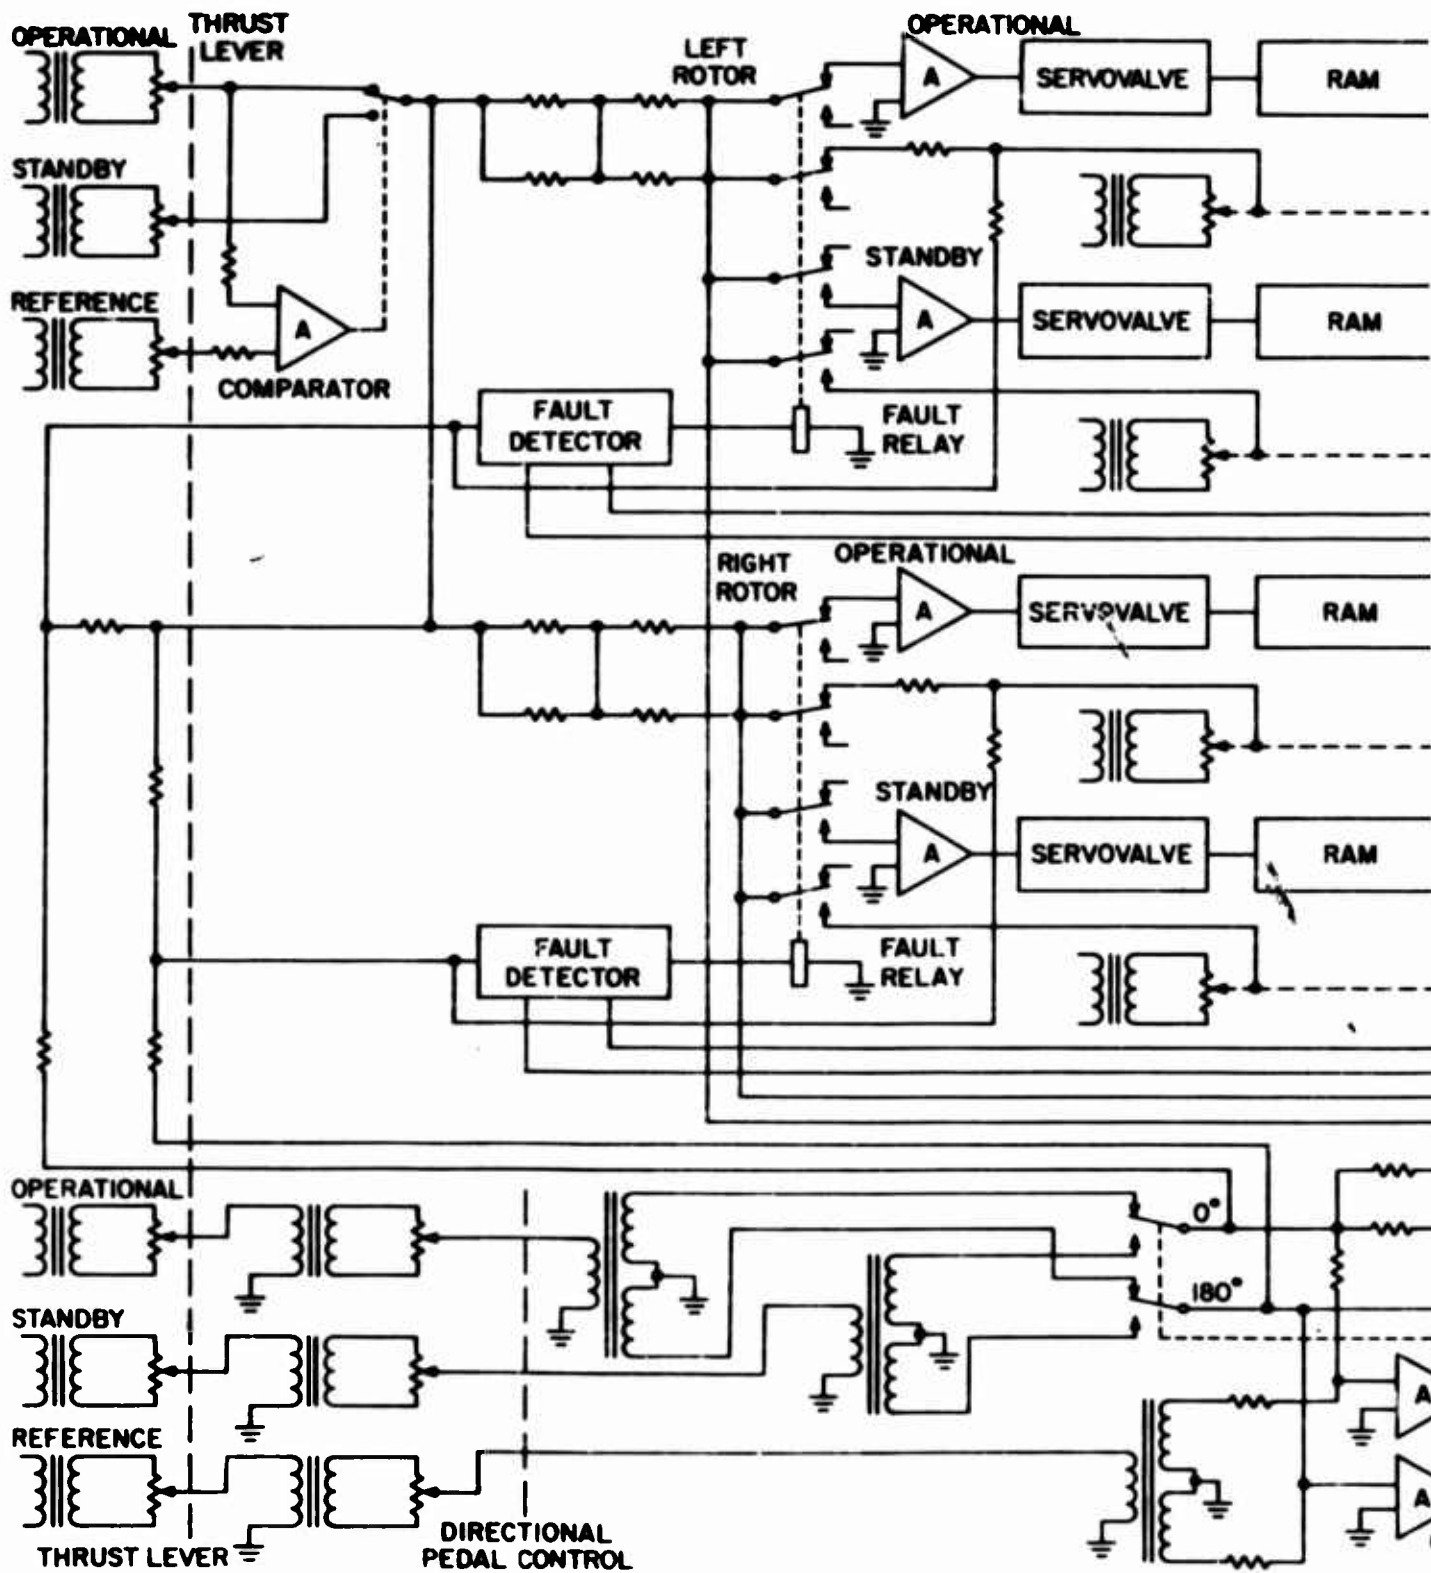 OPERATIONAL
THRUST
LEVER
LEFT
ROTOR
OPERATIONAL
A
SERVOVALVE
RAM
STANDBY
STANDBY
A
SERVOVALVE
RAM
REFERENCE
A
COMPARATOR
FAULT
DETECTOR
FAULT
RELAY
RIGHT
ROTOR
OPERATIONAL
A
SERVOVALVE
RAM
STANDBY
A
SERVOVALVE
RAM
FAULT
DETECTOR
FAULT
RELAY
OPERATIONAL
0°
180°
STANDBY
A
REFERENCE
A
THRUST LEVER
DIRECTIONAL
PEDAL CONTROL